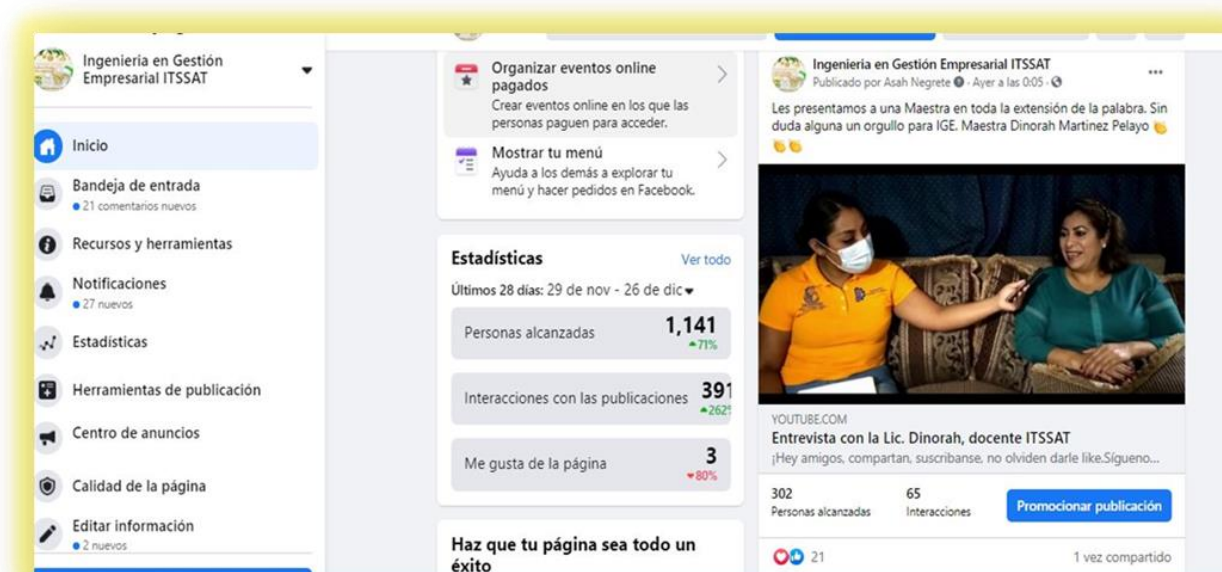 Ingenieria en Gestión
Empresarial ITSSAT
Inicio
Bandeja de entrada
21 comentarios nuevos
Recursos y herramientas
Notificaciones
27 nuevos
Estadísticas
Herramientas de publicación
Centro de anuncios
Calidad de la página
Editar información
2 nuevos
Organizar eventos online
pagados
Crear eventos online en los que las
personas paguen para acceder.
Mostrar tu menú
Ayuda a los demás a explorar tu
menú y hacer pedidos en Facebook.
Estadísticas
Ver todo
Últimos 28 días: 29 de nov - 26 de dic
Personas alcanzadas 1,141
71%
Interacciones con las publicaciones 391
262%
Me gusta de la página 3
80%
Haz que tu página sea todo un
éxito
Ingenieria en Gestión Empresarial ITSSAT
Publicado por Asah Negrete · Ayer a las 0:05 ·
Les presentamos a una Maestra en toda la extensión de la palabra. Sin
duda alguna un orgullo para IGE. Maestra Dinorah Martinez Pelayo
YOUTUBE.COM
Entrevista con la Lic. Dinorah, docente ITSSAT
¡Hey amigos, compartan, suscribanse, no olviden darle like.Sígueno...
302 65
Personas alcanzadas Interacciones
Promocionar publicación
21
1 vez compartido